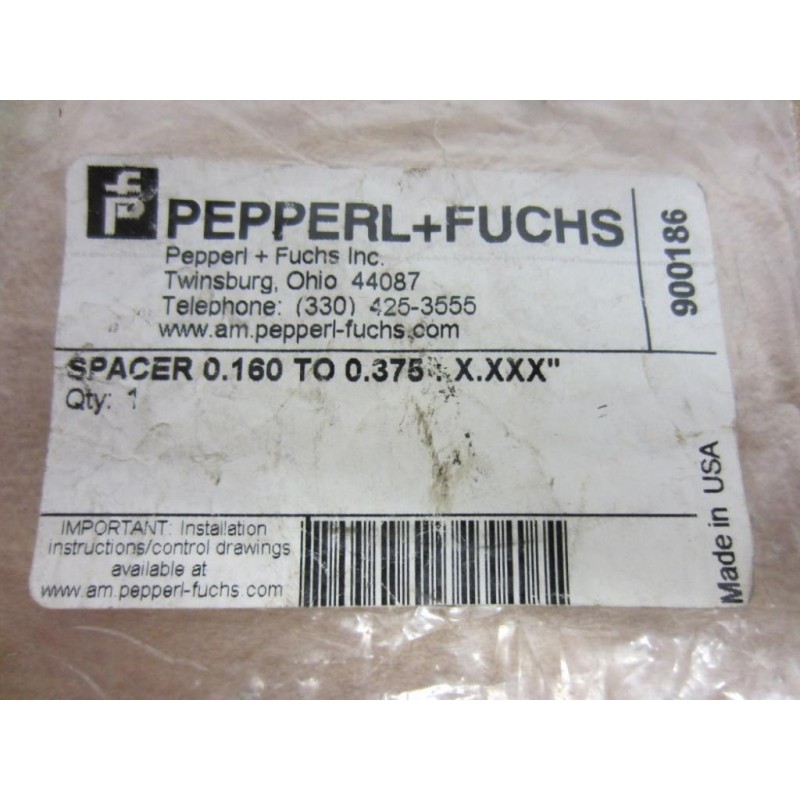 PEPPERL+FUCHS
Pepperl + Fuchs Inc.
Twinsburg, Ohio 44087
Telephone: (330) 425-3555
www.am.pepperl-fuchs.com
900186
SPACER 0.160 TO 0.375 : X.XXX"
Qty: 1
IMPORTANT: Installation
instructions/control drawings
available at
www.am.pepperl-fuchs.com
Made in USA